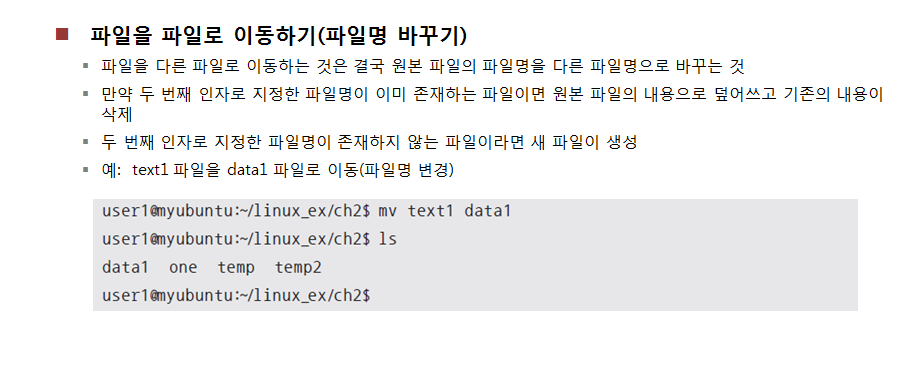 파일을 파일로 이동하기(파일명 바꾸기)
파일을 다른 파일로 이동하는 것은 결국 원본 파일의 파일명을 다른 파일명으로 바꾸는 것
만약 두 번째 인자로 지정한 파일명이 이미 존재하는 파일이면 원본 파일의 내용으로 덮어쓰고 기존의 내용이
삭제
두 번째 인자로 지정한 파일명이 존재하지 않는 파일이라면 새 파일이 생성
예: text1 파일을 data1 파일로 이동(파일명 변경)
user1@myubuntu:~/linux_ex/ch2$ mv text1 data1
user1@myubuntu:~/linux_ex/ch2$ ls
data1 one temp temp2
user1@myubuntu:~/linux_ex/ch2$